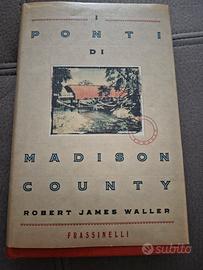 I
PONTI
DI
MADISON
COUNTY
ROBERT JAMES WALLER
FRASSINELLI
subito